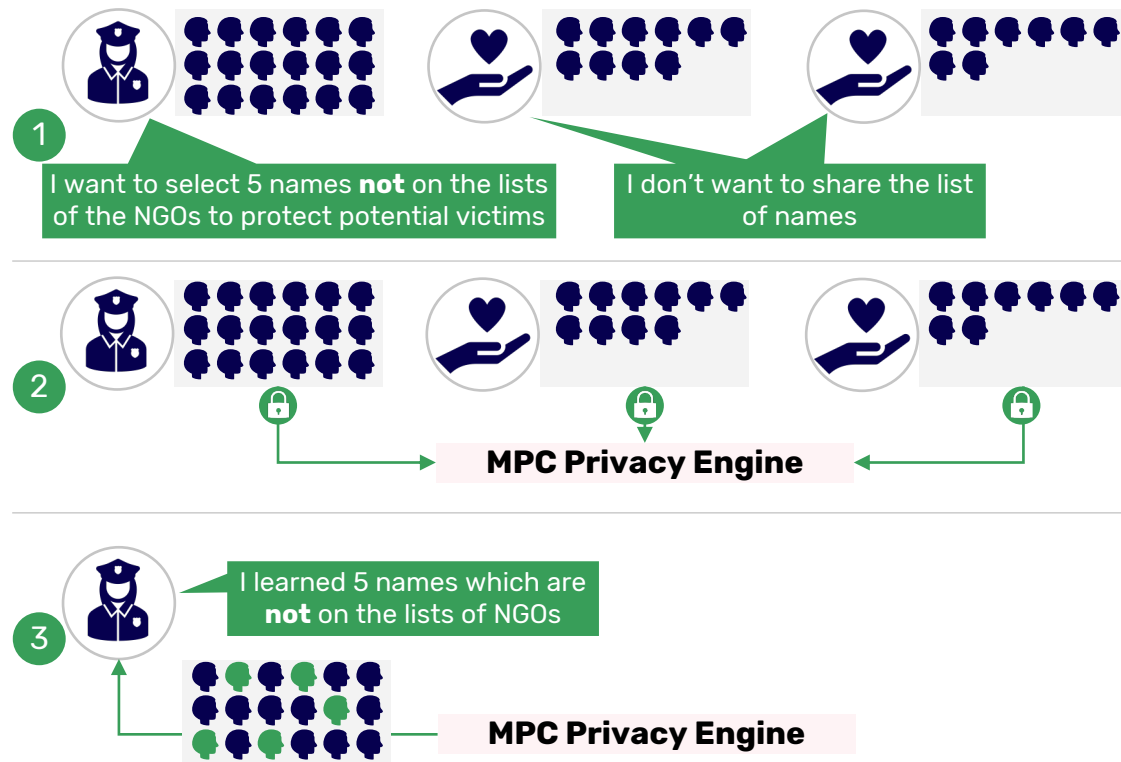 1
I want to select 5 names not on the lists
of the NGOs to protect potential victims
I don’t want to share the list
of names
2
MPC Privacy Engine
3
I learned 5 names which are
not on the lists of NGOs
MPC Privacy Engine